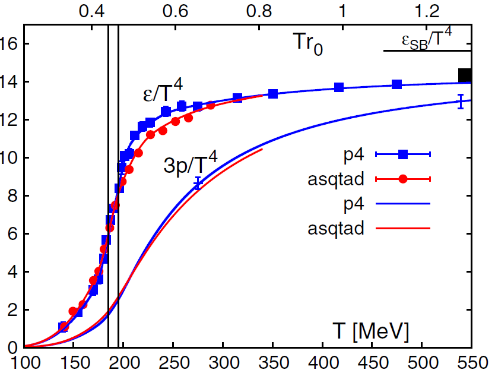 0.4 0.6 0.8 1 1.2
16
14
12
10
8
6
4
2
0
Tr₀
ε_SB/T⁴
ε/T⁴
3p/T⁴
p4
asqtad
p4
asqtad
T [MeV]
100 150 200 250 300 350 400 450 500 550